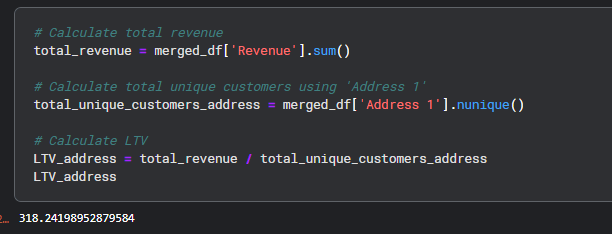 # Calculate total revenue
total_revenue = merged_df['Revenue'].sum()
# Calculate total unique customers using 'Address 1'
total_unique_customers_address = merged_df['Address 1'].nunique()
# Calculate LTV
LTV_address = total_revenue / total_unique_customers_address
LTV_address
318.24198952879584